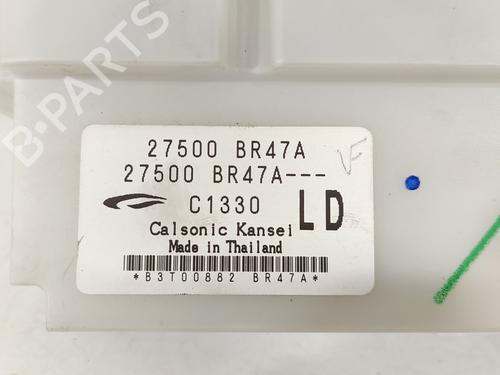 B-PARTS
27500 BR47A
27500 BR47A---
C1330
LD
Calsonic Kansei
Made in Thailand
*B3T00882 BR47A*